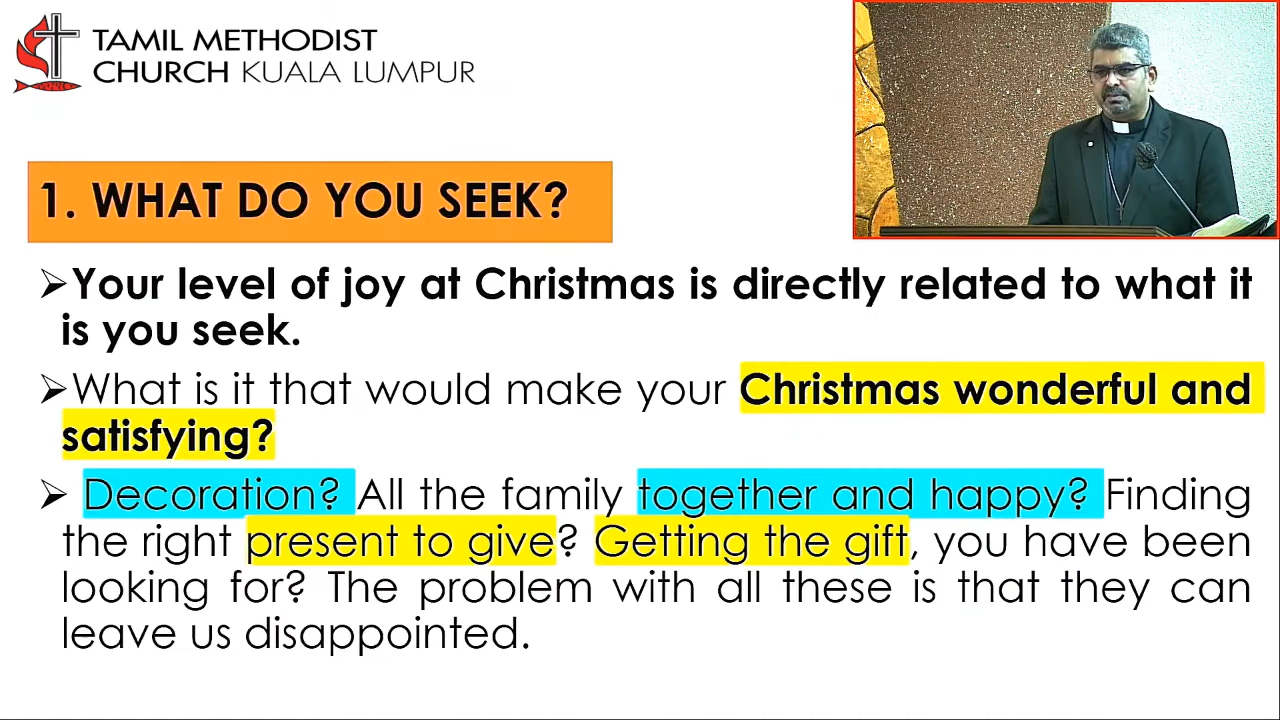 TAMIL METHODIST
CHURCH KUALA LUMPUR
1. WHAT DO YOU SEEK?
➢Your level of joy at Christmas is directly related to what it
is you seek.
➢What is it that would make your Christmas wonderful and
satisfying?
➢ Decoration? All the family together and happy? Finding
the right present to give? Getting the gift, you have been
looking for? The problem with all these is that they can
leave us disappointed.